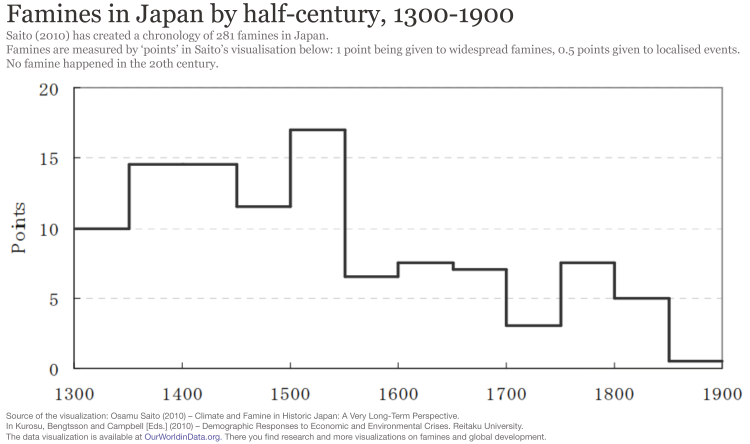 Famines in Japan by half-century, 1300-1900
Saito (2010) has created a chronology of 281 famines in Japan.
Famines are measured by ‘points’ in Saito’s visualisation below: 1 point being given to widespread famines, 0.5 points given to localised events.
No famine happened in the 20th century.
20
15
10
5
0
Points
1300 1400 1500 1600 1700 1800 1900
Source of the visualization: Osamu Saito (2010) – Climate and Famine in Historic Japan: A Very Long-Term Perspective.
In Kurosu, Bengtsson and Campbell [Eds.] (2010) – Demographic Responses to Economic and Environmental Crises. Reitaku University.
The data visualization is available at OurWorldinData.org. There you find research and more visualizations on famines and global development.